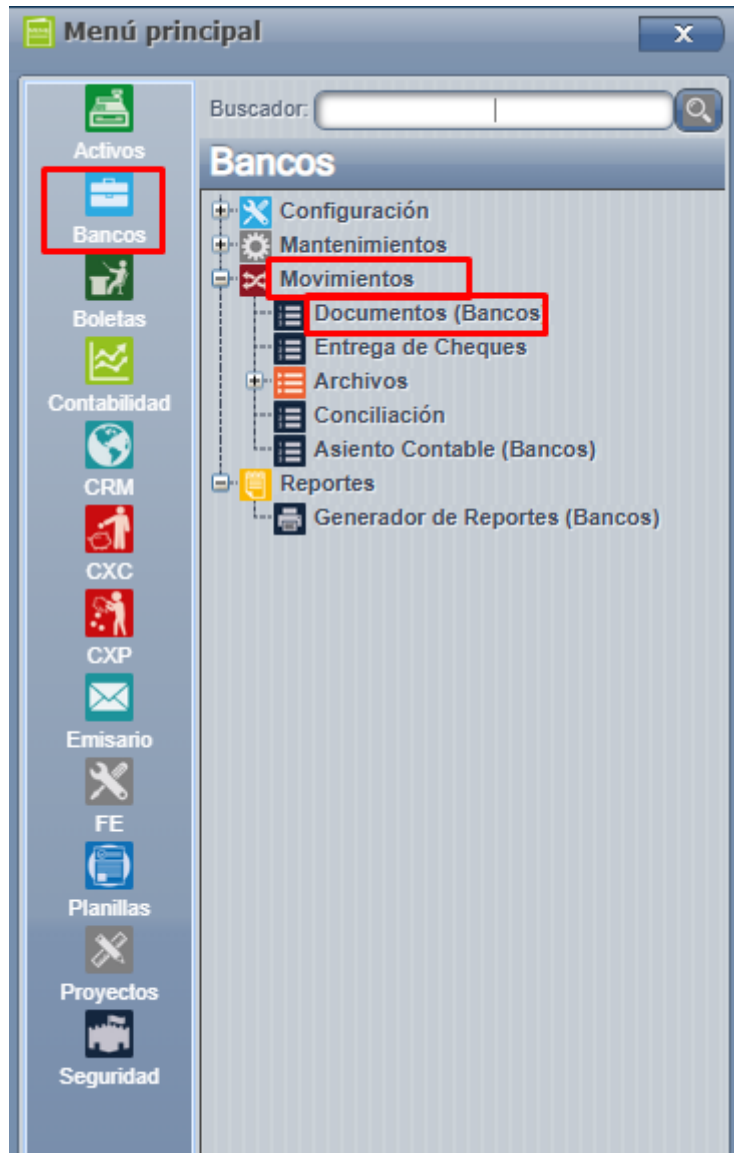 Menú principal
x
Activos
Bancos
Boletas
Contabilidad
CRM
CXC
CXP
Emisario
FE
Planillas
Proyectos
Seguridad
Buscador:
Bancos
Configuración
Mantenimientos
Movimientos
Documentos (Bancos
Entrega de Cheques
Archivos
Conciliación
Asiento Contable (Bancos)
Reportes
Generador de Reportes (Bancos)